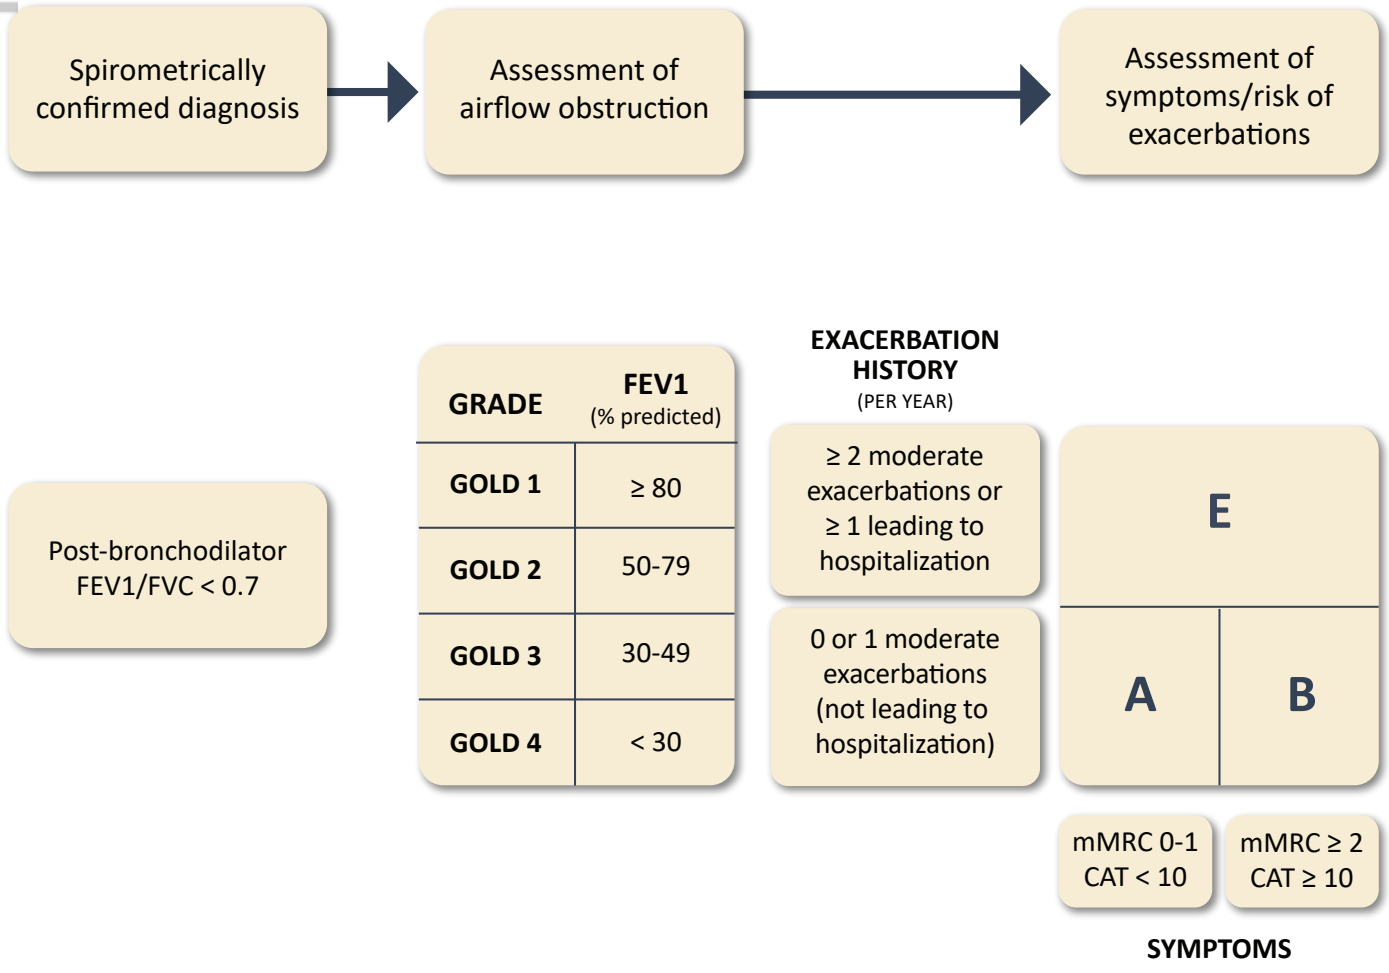 Spirometrically
confirmed diagnosis
Assessment of
airflow obstruction
Assessment of
symptoms/risk of
exacerbations
Post-bronchodilator
FEV1/FVC < 0.7
GRADE
FEV1
(% predicted)
GOLD 1
≥ 80
GOLD 2
50-79
GOLD 3
30-49
GOLD 4
< 30
EXACERBATION
HISTORY
(PER YEAR)
≥ 2 moderate
exacerbations or
≥ 1 leading to
hospitalization
0 or 1 moderate
exacerbations
(not leading to
hospitalization)
E
A
B
mMRC 0-1
CAT < 10
mMRC ≥ 2
CAT ≥ 10
SYMPTOMS